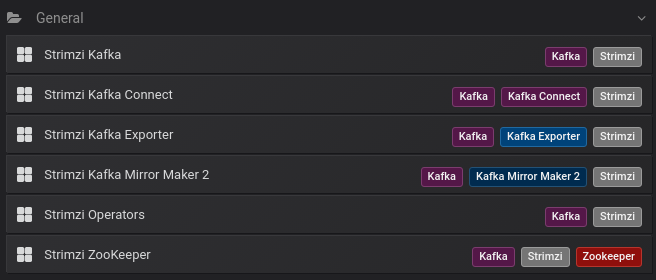 General
Strimzi Kafka Kafka Strimzi
Strimzi Kafka Connect Kafka Kafka Connect Strimzi
Strimzi Kafka Exporter Kafka Kafka Exporter Strimzi
Strimzi Kafka Mirror Maker 2 Kafka Kafka Mirror Maker 2 Strimzi
Strimzi Operators Kafka Strimzi
Strimzi ZooKeeper Kafka Strimzi Zookeeper